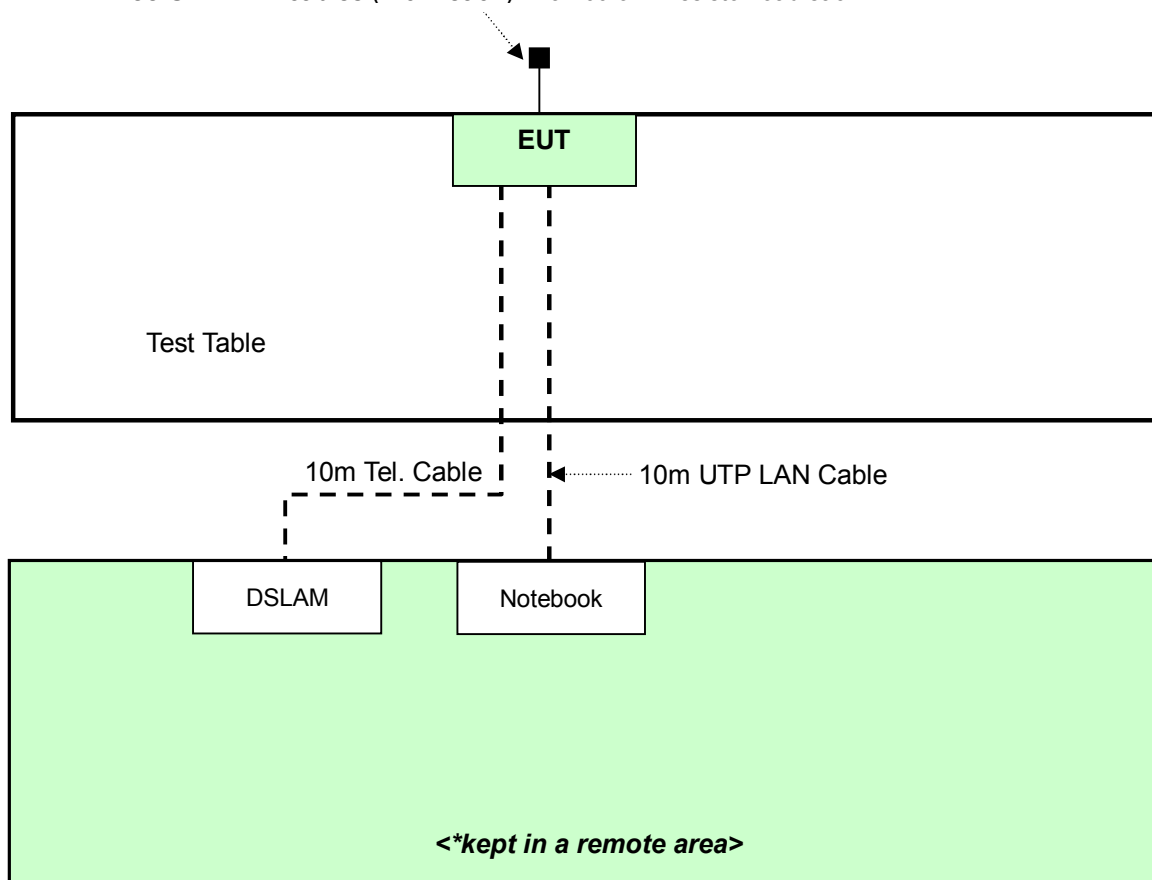 EUT
Test Table
10m Tel. Cable
10m UTP LAN Cable
DSLAM
Notebook
<*kept in a remote area>